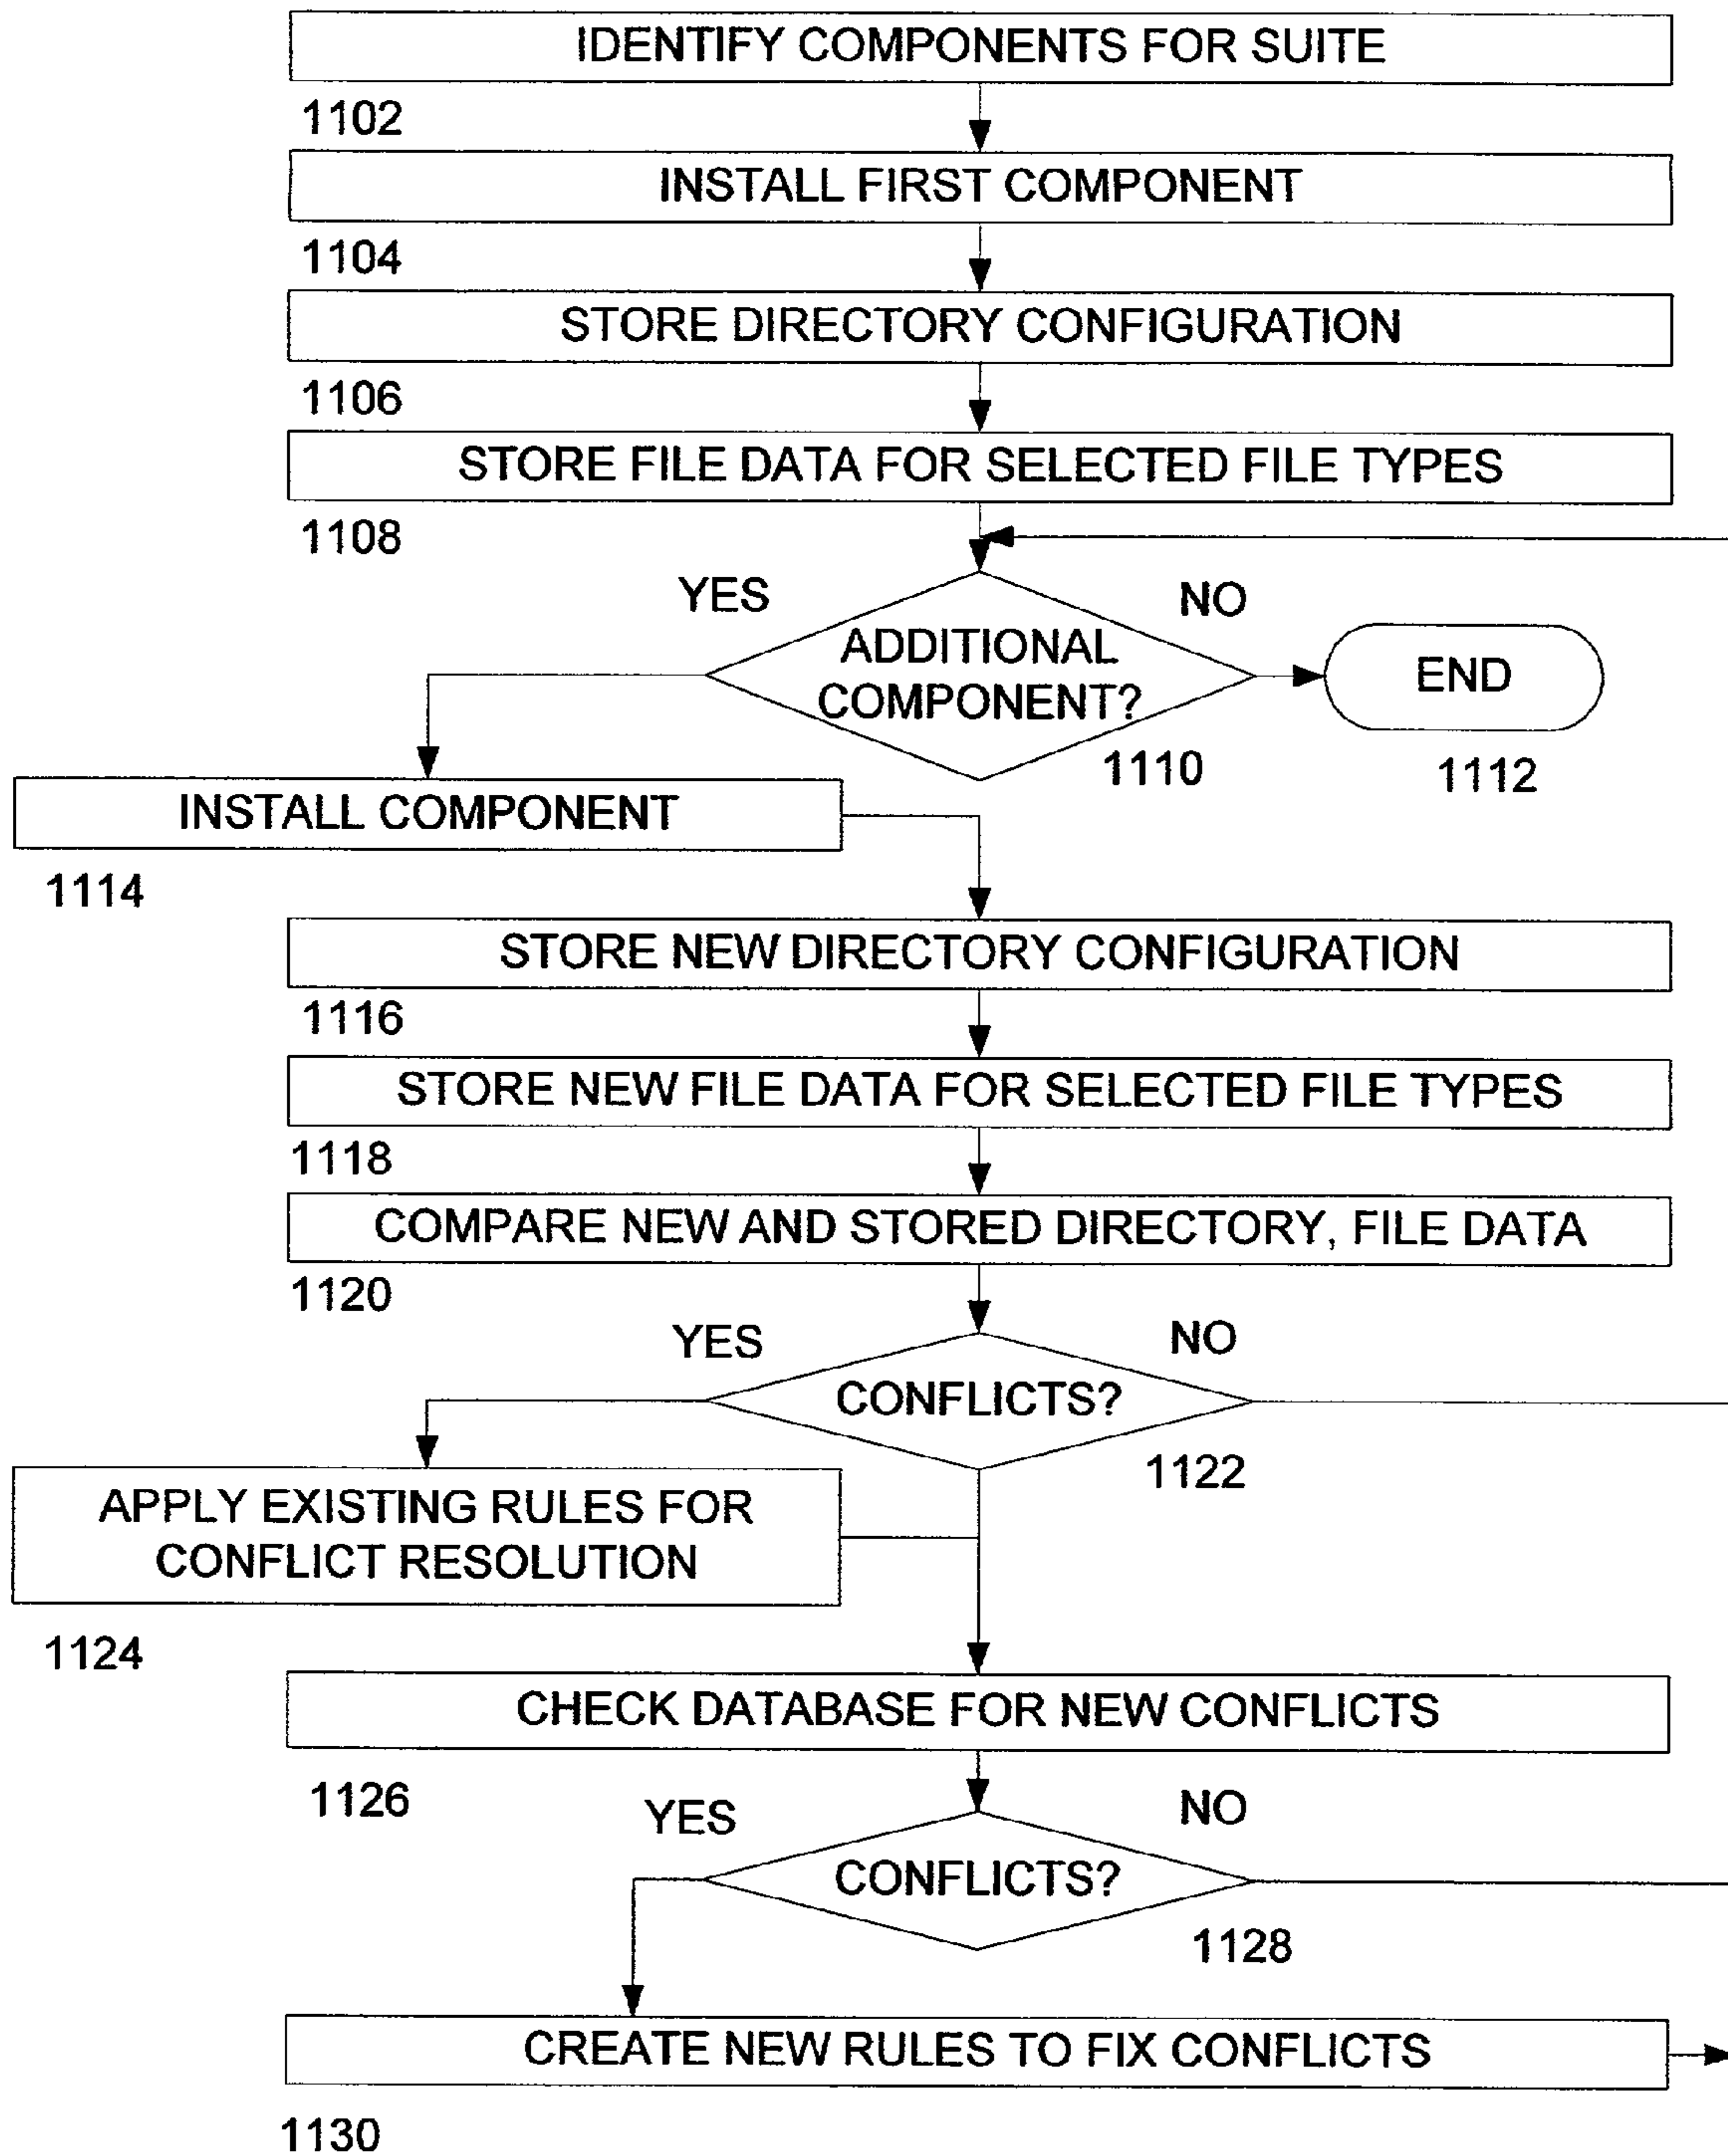 IDENTIFY COMPONENTS FOR SUITE
1102
INSTALL FIRST COMPONENT
1104
STORE DIRECTORY CONFIGURATION
1106
STORE FILE DATA FOR SELECTED FILE TYPES
1108
YES
NO
ADDITIONAL
COMPONENT?
END
1110
1112
INSTALL COMPONENT
1114
STORE NEW DIRECTORY CONFIGURATION
1116
STORE NEW FILE DATA FOR SELECTED FILE TYPES
1118
COMPARE NEW AND STORED DIRECTORY, FILE DATA
1120
YES
NO
CONFLICTS?
1122
APPLY EXISTING RULES FOR
CONFLICT RESOLUTION
1124
CHECK DATABASE FOR NEW CONFLICTS
1126
YES
NO
CONFLICTS?
1128
CREATE NEW RULES TO FIX CONFLICTS
1130